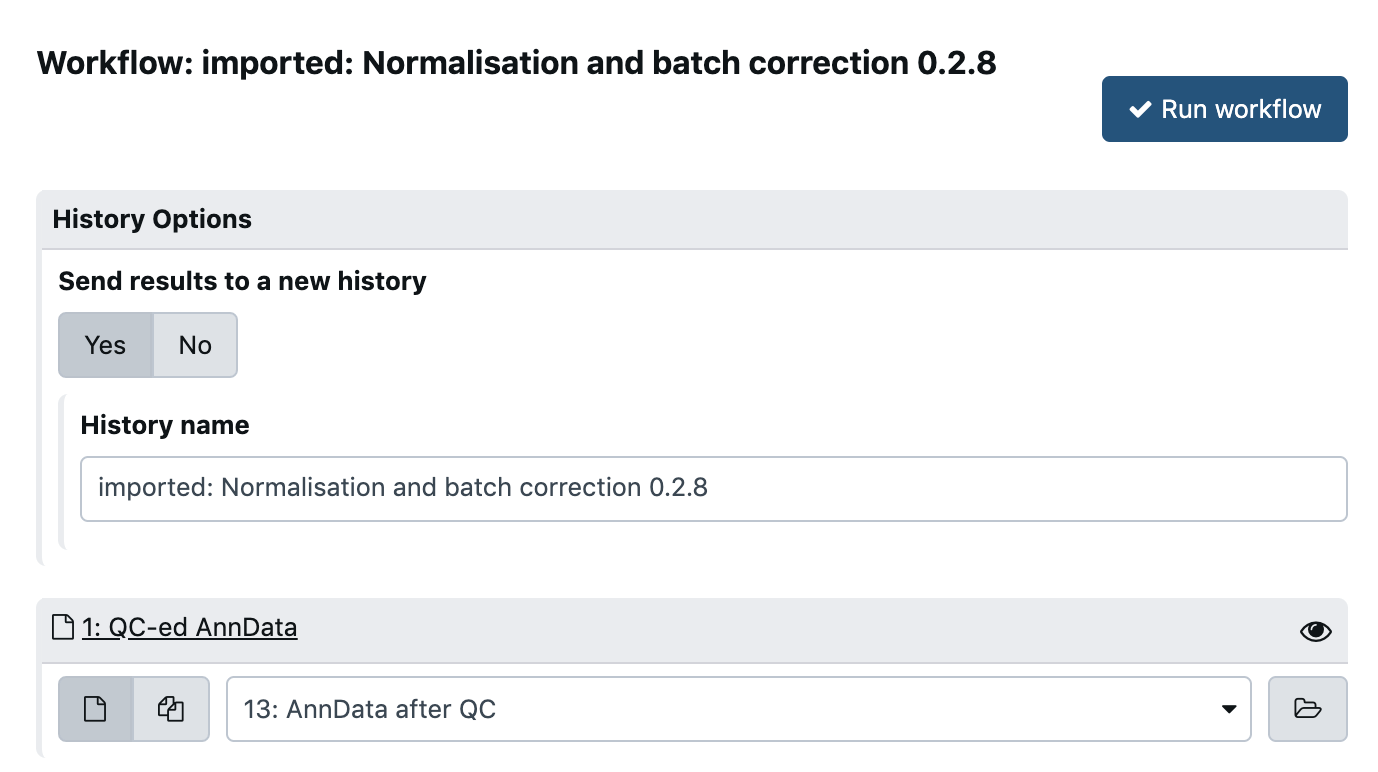 Workflow: imported: Normalisation and batch correction 0.2.8
Run workflow
History Options
Send results to a new history
Yes No
History name
imported: Normalisation and batch correction 0.2.8
1: QC-ed AnnData
13: AnnData after QC